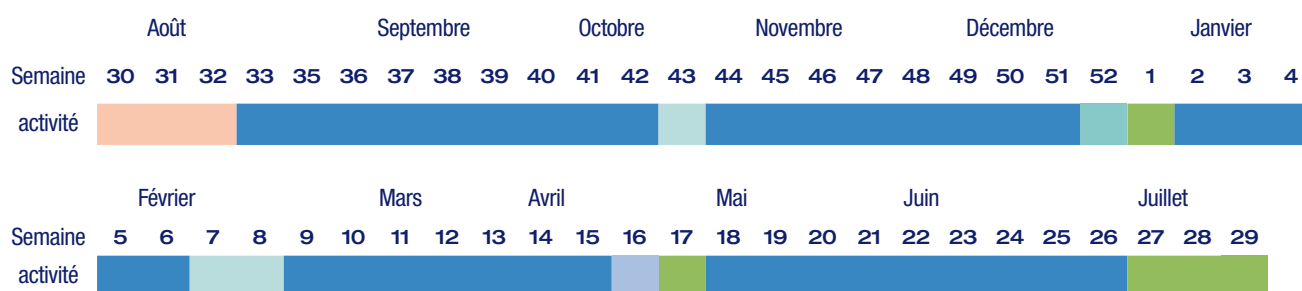 Août Septembre Octobre Novembre Décembre Janvier
Semaine 30 31 32 33 35 36 37 38 39 40 41 42 43 44 45 46 47 48 49 50 51 52 1 2 3 4
activité
Février Mars Avril Mai Juin Juillet
Semaine 5 6 7 8 9 10 11 12 13 14 15 16 17 18 19 20 21 22 23 24 25 26 27 28 29
activité